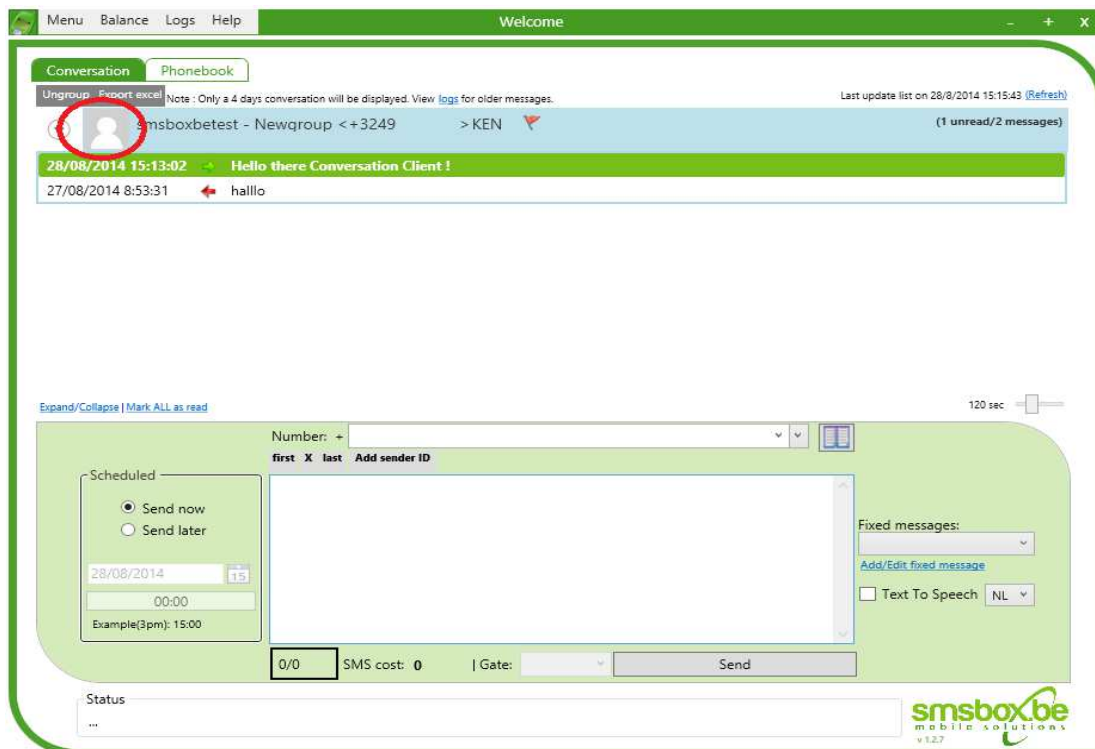 Menu Balance Logs Help Welcome - + x
Conversation Phonebook
Ungroup Export excel Note : Only a 4 days conversation will be displayed. View logs for older messages. Last update list on 28/8/2014 15:15:43 (Refresh)
smsboxbetest - Newgroup <+3249 > KEN (1 unread/2 messages)
28/08/2014 15:13:02 Hello there Conversation Client !
27/08/2014 8:53:31 halllo
Expand/Collapse | Mark ALL as read 120 sec
Number: +
first X last Add sender ID
Scheduled
Send now
Send later
28/08/2014 15
00:00
Example(3pm): 15:00
Fixed messages:
Add/Edit fixed message
Text To Speech NL
0/0 SMS cost: 0 | Gate: Send
Status
...
smsbox.be
mobile solutions
v 1.2.7